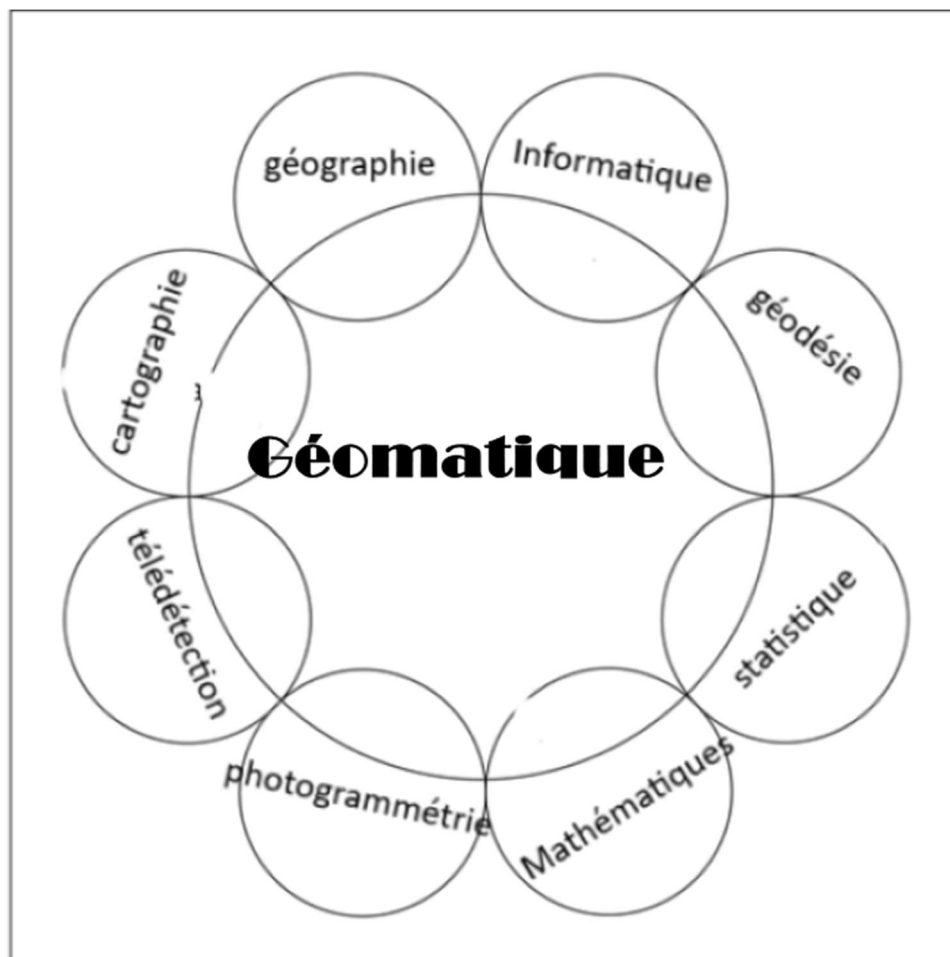 géographie
Informatique
géodésie
cartographie
Géomatique
télédétection
statistique
photogrammétrie
Mathématiques